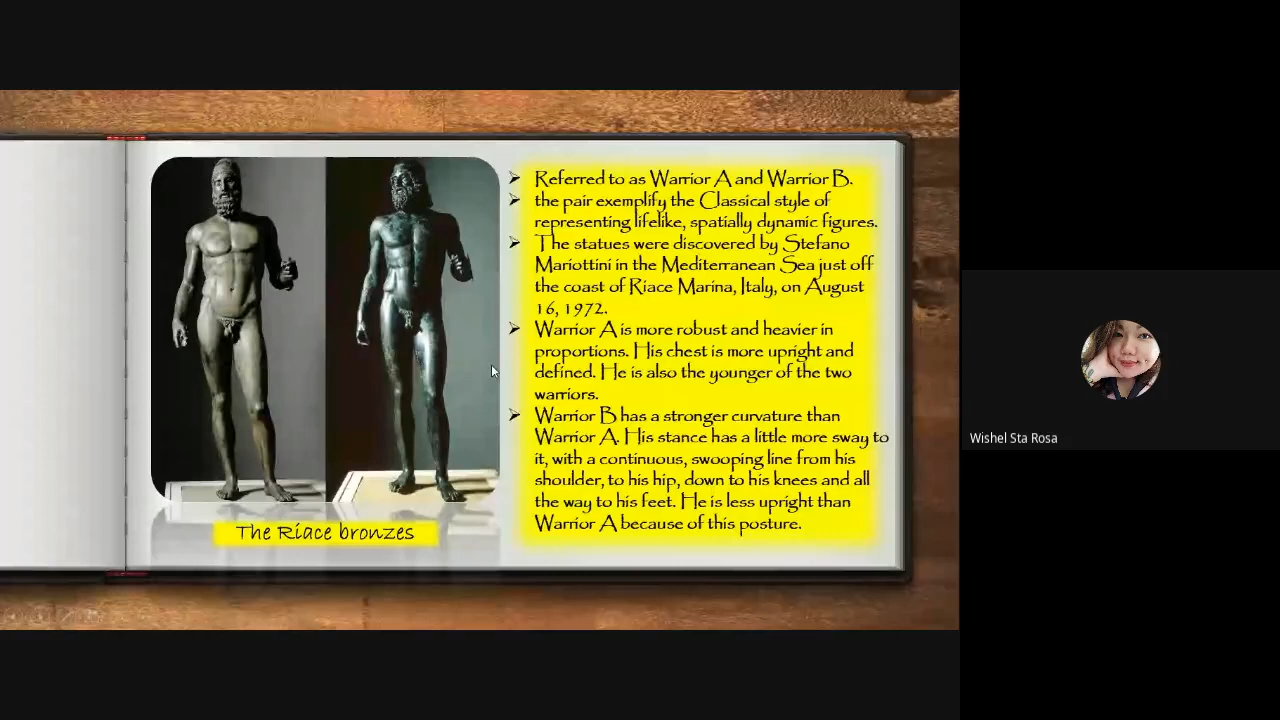 Referred to as Warrior A and Warrior B.
the pair exemplify the Classical style of
representing lifelike, spatially dynamic figures.
The statues were discovered by Stefano
Mariottini in the Mediterranean Sea just off
the coast of Riace Marina, Italy, on August
16, 1972.
Warrior A is more robust and heavier in
proportions. His chest is more upright and
defined. He is also the younger of the two
warriors.
Warrior B has a stronger curvature than
Warrior A. His stance has a little more sway to
it, with a continuous, swooping line from his
shoulder, to his hip, down to his knees and all
the way to his feet. He is less upright than
Warrior A because of this posture.
The Riace bronzes
Wishel Sta Rosa